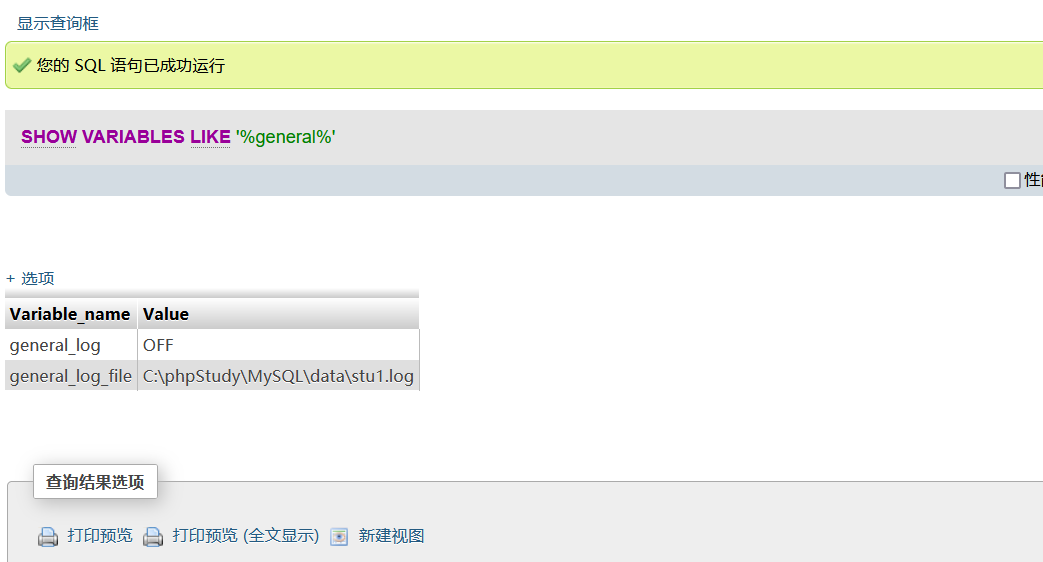 显示查询框
您的 SQL 语句已成功运行
SHOW VARIABLES LIKE '%general%'
性
+ 选项
Variable_name Value
general_log OFF
general_log_file C:\phpStudy\MySQL\data\stu1.log
查询结果选项
打印预览 打印预览 (全文显示) 新建视图